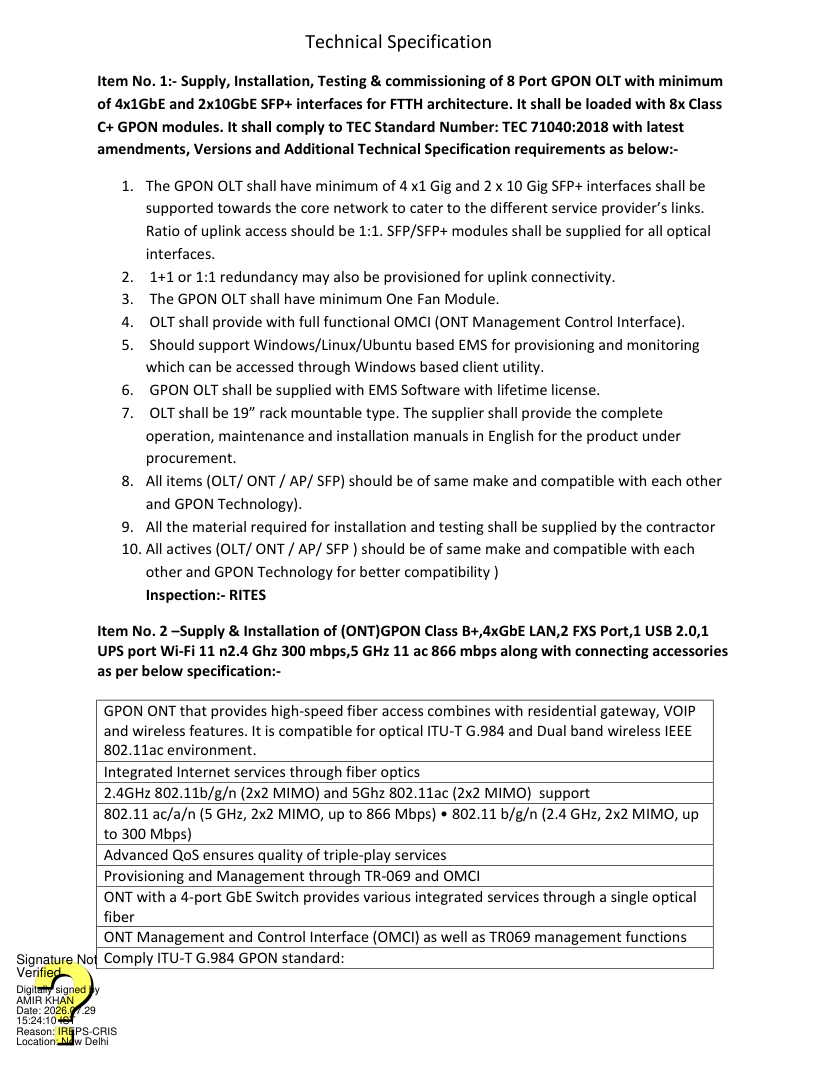 Technical Specification
Item No. 1:- Supply, Installation, Testing & commissioning of 8 Port GPON OLT with minimum
of 4x1GbE and 2x10GbE SFP+ interfaces for FTTH architecture. It shall be loaded with 8x Class
C+ GPON modules. It shall comply to TEC Standard Number: TEC 71040:2018 with latest
amendments, Versions and Additional Technical Specification requirements as below:-
1. The GPON OLT shall have minimum of 4 x1 Gig and 2 x 10 Gig SFP+ interfaces shall be
supported towards the core network to cater to the different service provider’s links.
Ratio of uplink access should be 1:1. SFP/SFP+ modules shall be supplied for all optical
interfaces.
2. 1+1 or 1:1 redundancy may also be provisioned for uplink connectivity.
3. The GPON OLT shall have minimum One Fan Module.
4. OLT shall provide with full functional OMCI (ONT Management Control Interface).
5. Should support Windows/Linux/Ubuntu based EMS for provisioning and monitoring
which can be accessed through Windows based client utility.
6. GPON OLT shall be supplied with EMS Software with lifetime license.
7. OLT shall be 19” rack mountable type. The supplier shall provide the complete
operation, maintenance and installation manuals in English for the product under
procurement.
8. All items (OLT/ ONT / AP/ SFP) should be of same make and compatible with each other
and GPON Technology).
9. All the material required for installation and testing shall be supplied by the contractor
10. All actives (OLT/ ONT / AP/ SFP ) should be of same make and compatible with each
other and GPON Technology for better compatibility )
Inspection:- RITES
Item No. 2 –Supply & Installation of (ONT)GPON Class B+,4xGbE LAN,2 FXS Port,1 USB 2.0,1
UPS port Wi-Fi 11 n2.4 Ghz 300 mbps,5 GHz 11 ac 866 mbps along with connecting accessories
as per below specification:-
GPON ONT that provides high-speed fiber access combines with residential gateway, VOIP
and wireless features. It is compatible for optical ITU-T G.984 and Dual band wireless IEEE
802.11ac environment.
Integrated Internet services through fiber optics
2.4GHz 802.11b/g/n (2x2 MIMO) and 5Ghz 802.11ac (2x2 MIMO) support
802.11 ac/a/n (5 GHz, 2x2 MIMO, up to 866 Mbps) • 802.11 b/g/n (2.4 GHz, 2x2 MIMO, up
to 300 Mbps)
Advanced QoS ensures quality of triple-play services
Provisioning and Management through TR-069 and OMCI
ONT with a 4-port GbE Switch provides various integrated services through a single optical
fiber
ONT Management and Control Interface (OMCI) as well as TR069 management functions
Comply ITU-T G.984 GPON standard:
Signature Not
Verified
Digitally signed by
AMIR KHAN
Date: 2026.07.29
15:24:10 IST
Reason: IREPS-CRIS
Location: New Delhi